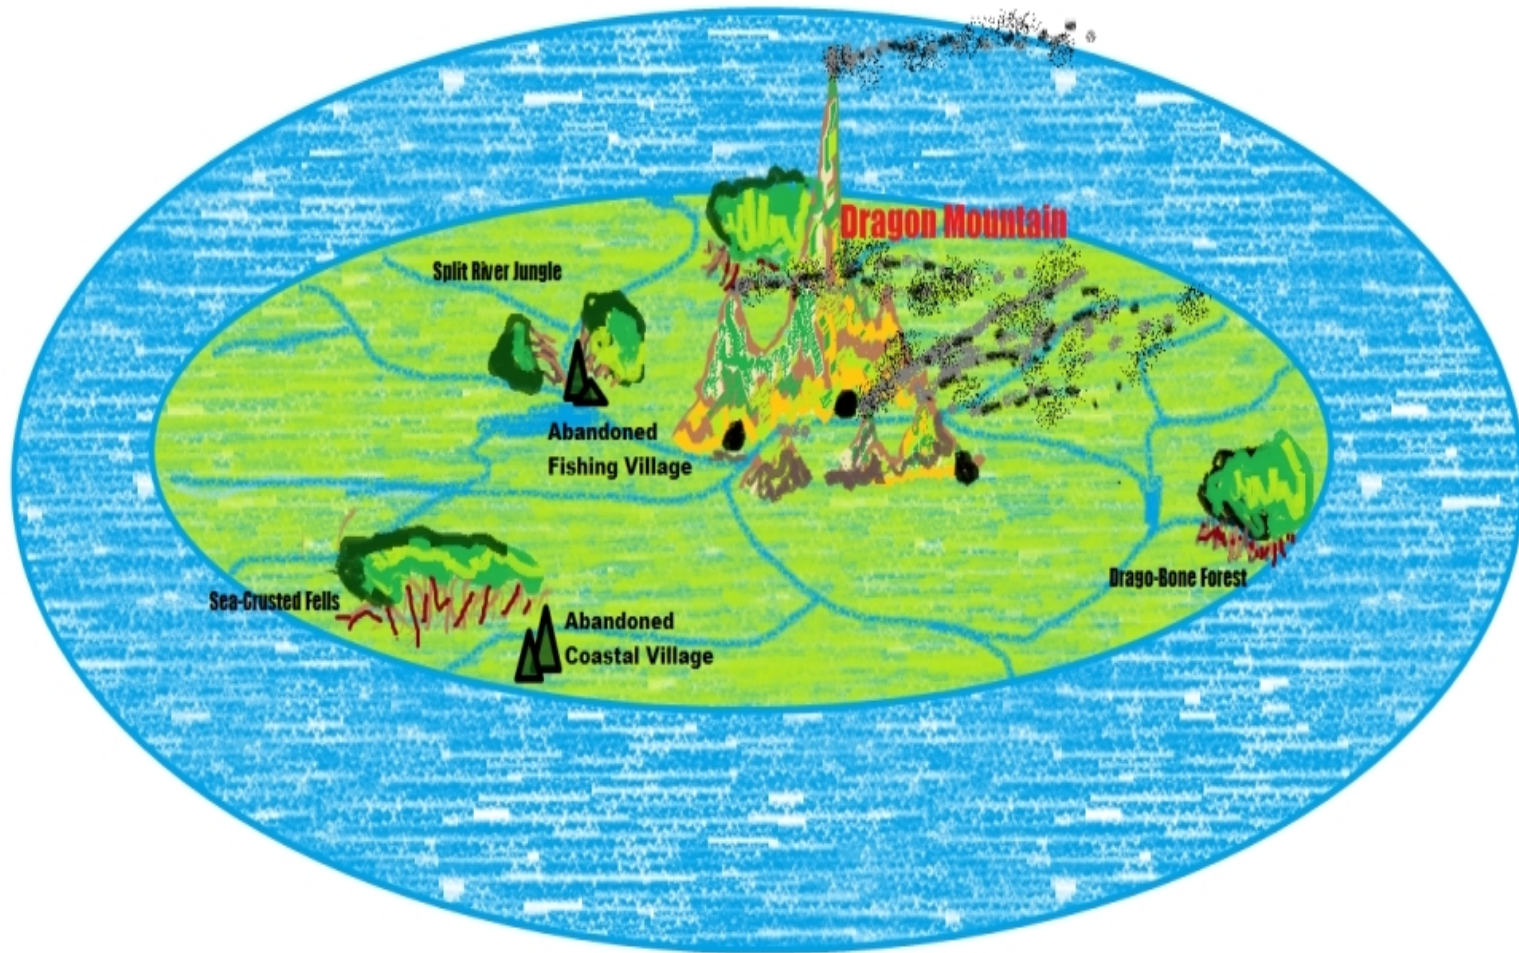 Dragon Mountain
Split River Jungle
Abandoned
Fishing Village
Drago-Bone Forest
Sea-Crusted Fells
Abandoned
Coastal Village